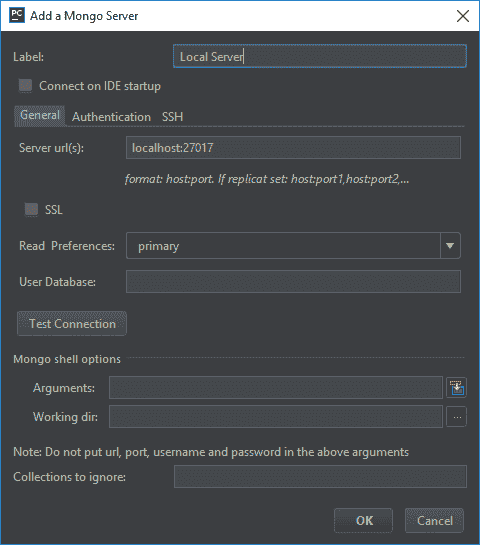 PC Add a Mongo Server
Label: Local Server
Connect on IDE startup
General Authentication SSH
Server url(s): localhost:27017
format: host:port. If replicat set: host:port1,host:port2,...
SSL
Read Preferences: primary
User Database:
Test Connection
Mongo shell options
Arguments:
Working dir: ...
Note: Do not put url, port, username and password in the above arguments
Collections to ignore:
OK Cancel